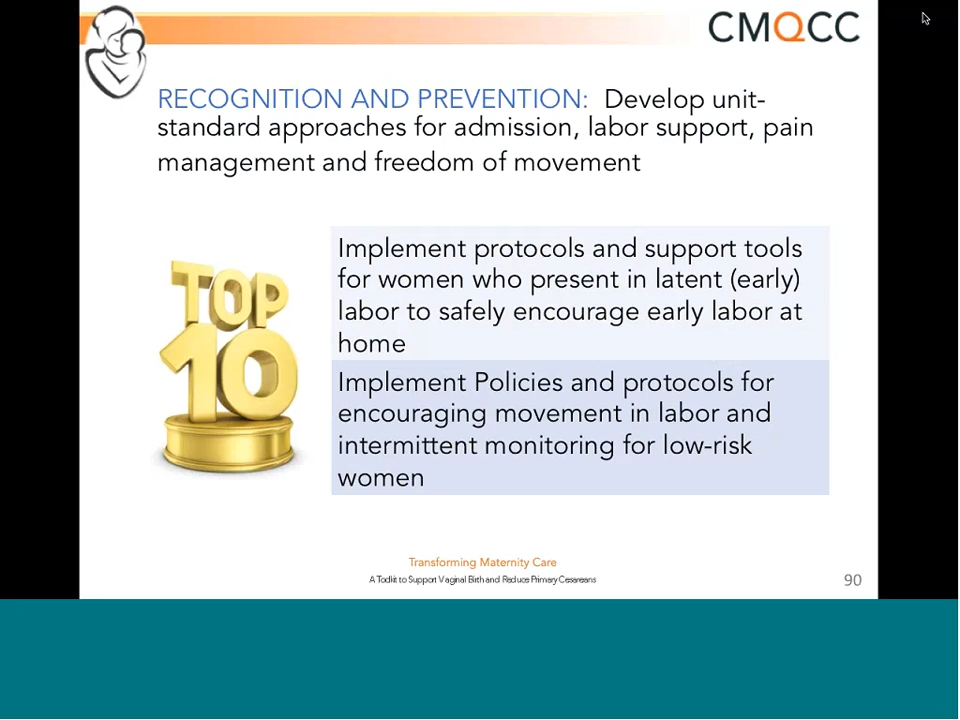 CMQCC
RECOGNITION AND PREVENTION: Develop unit-
standard approaches for admission, labor support, pain
management and freedom of movement
TOP
10
Implement protocols and support tools
for women who present in latent (early)
labor to safely encourage early labor at
home
Implement Policies and protocols for
encouraging movement in labor and
intermittent monitoring for low-risk
women
Transforming Maternity Care
A Toolkit to Support Vaginal Birth and Reduce Primary Cesareans
90